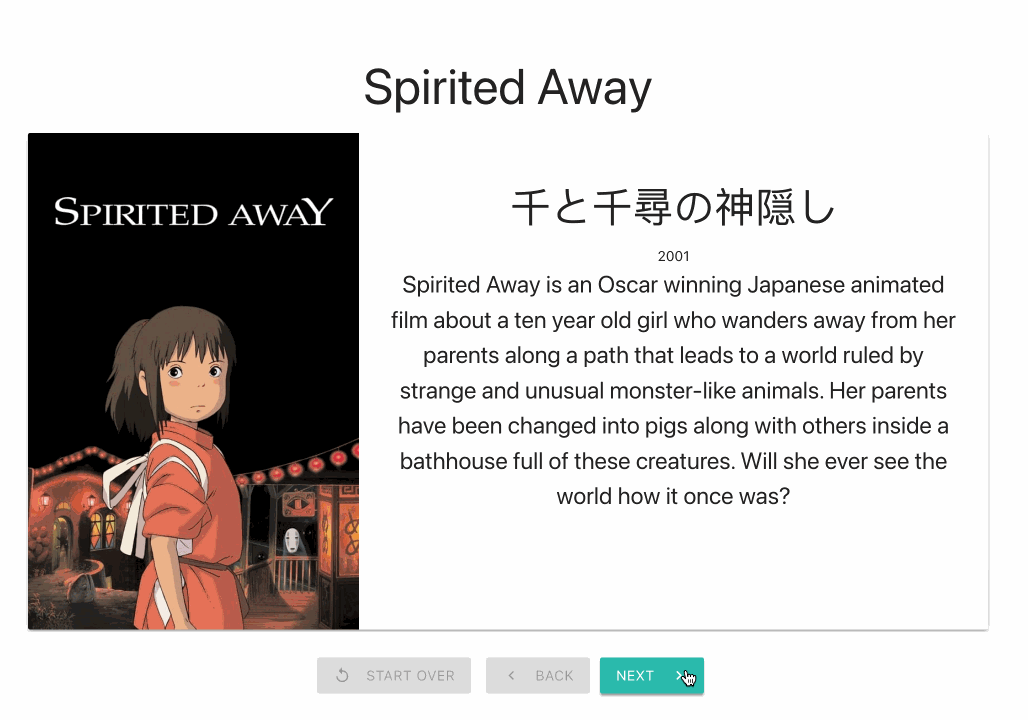 Spirited Away
SPIRITED AWAY
千と千尋の神隠し
2001
Spirited Away is an Oscar winning Japanese animated
film about a ten year old girl who wanders away from her
parents along a path that leads to a world ruled by
strange and unusual monster-like animals. Her parents
have been changed into pigs along with others inside a
bathhouse full of these creatures. Will she ever see the
world how it once was?
START OVER
BACK
NEXT